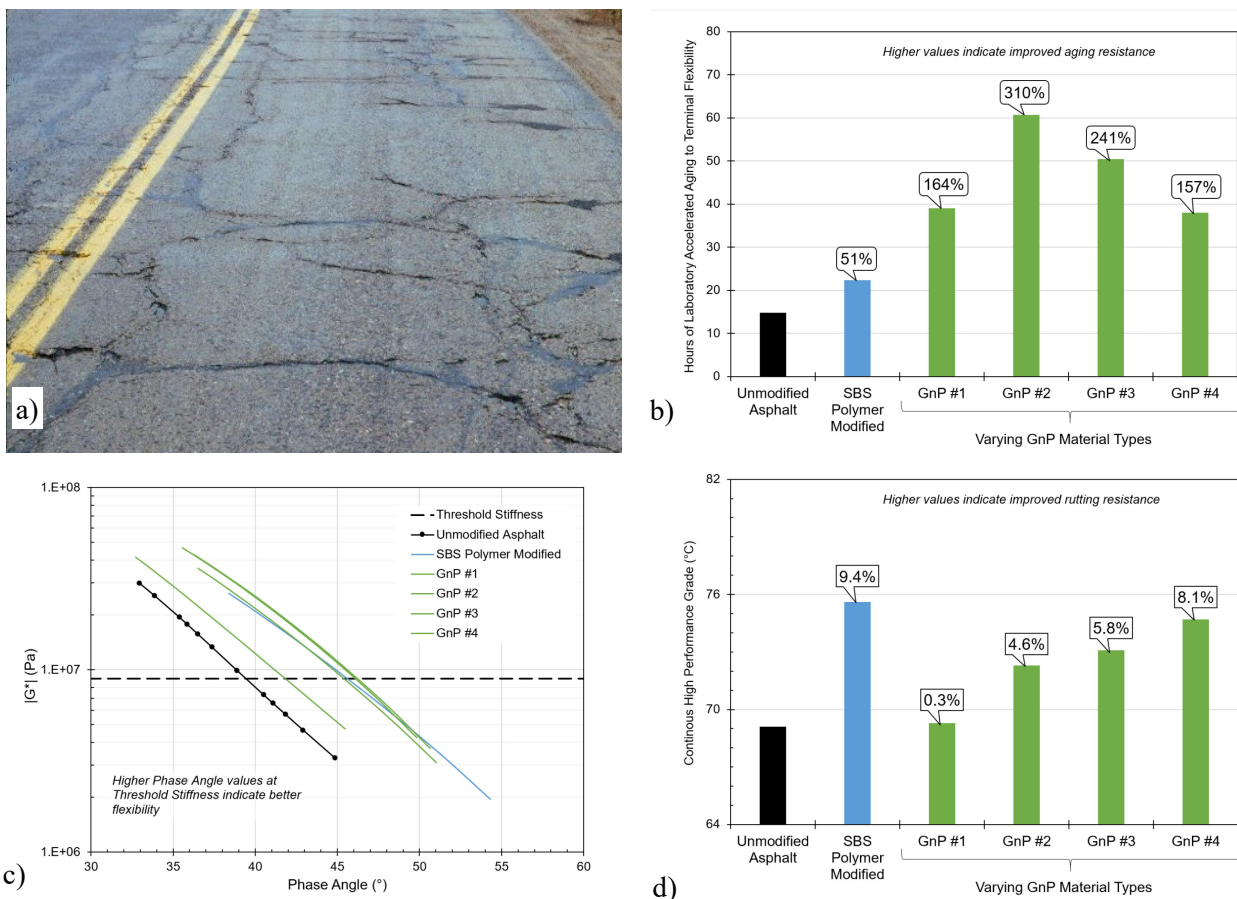 a)
Higher values indicate improved aging resistance
Hours of Laboratory Accelerated Aging to Terminal Flexibility
80
70
60
50
40
30
20
10
0
51%
164%
310%
241%
157%
Unmodified
Asphalt
SBS
Polymer
Modified
GnP #1
GnP #2
GnP #3
GnP #4
Varying GnP Material Types
b)
|G*| (Pa)
1.E+08
1.E+07
1.E+06
Threshold Stiffness
Unmodified Asphalt
SBS Polymer Modified
GnP #1
GnP #2
GnP #3
GnP #4
Higher Phase Angle values at
Threshold Stiffness indicate better
flexibility
30
35
40
45
50
55
60
Phase Angle (°)
c)
Higher values indicate improved rutting resistance
Continous High Performance Grade (°C)
82
76
70
64
9.4%
0.3%
4.6%
5.8%
8.1%
Unmodified
Asphalt
SBS
Polymer
Modified
GnP #1
GnP #2
GnP #3
GnP #4
Varying GnP Material Types
d)